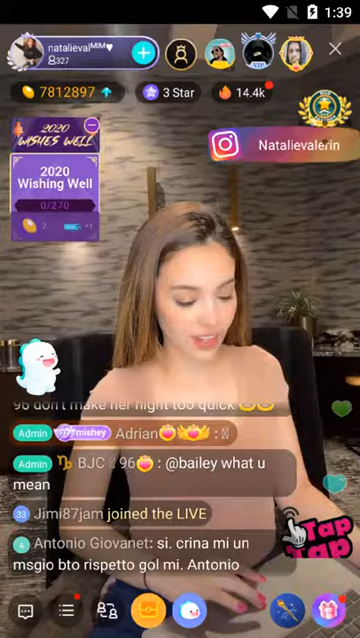 1:39
natalievalᴹᴵᴹ♥
327
7812897
3 Star
14.4k
VIP
2020
WISHES WELL
2020
Wishing Well
0/270
2
Natalievalerin
96 don't make her night too quick
Admin mishey Adrian :
Admin BJC 96 : @bailey what u
mean
33 Jimi87jam joined the LIVE
4 Antonio Giovanet: si. crina mi un
msgio bto rispetto gol mi. Antonio
Tap
Tap